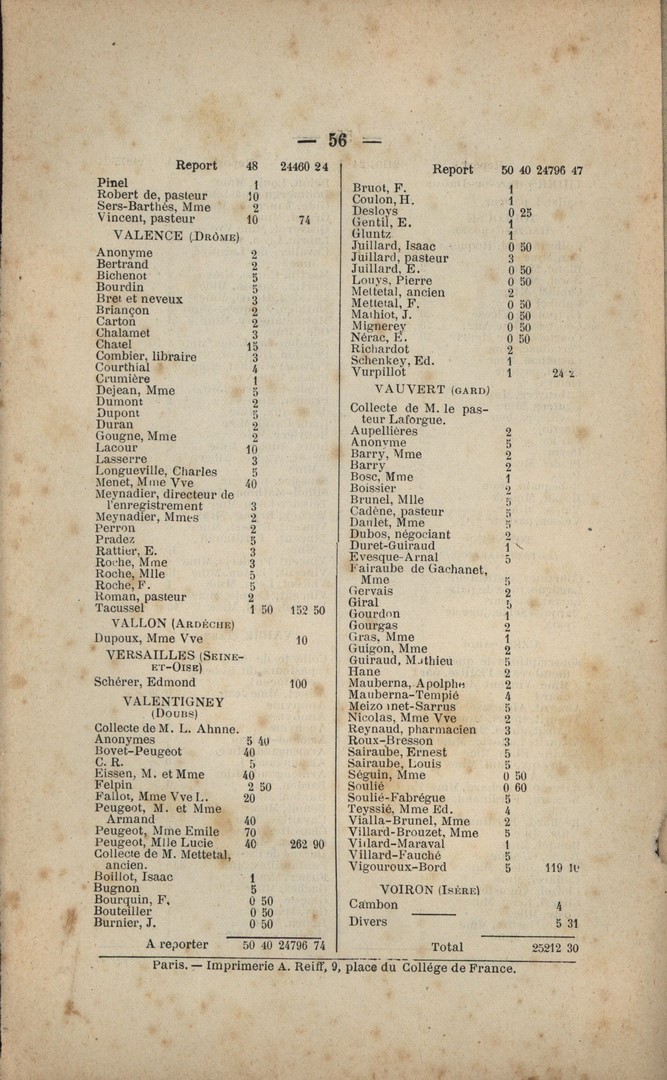 — 56 —
Report 48 24460 24
Pinel 1
Robert de, pasteur 10
Sers-Barthés, Mme 2
Vincent, pasteur 10 74
VALENCE (DRÔME)
Anonyme 2
Bertrand 2
Bichenot 5
Bourdin 5
Bret et neveux 3
Briançon 2
Carton 2
Chalamet 3
Chatel 15
Combier, libraire 3
Courthial 4
Crumière 1
Dejean, Mme 5
Dumont 2
Dupont 5
Duran 2
Gougne, Mme 2
Lacour 10
Lasserre 3
Longueville, Charles 5
Menet, Mme Vve 40
Meynadier, directeur de
l'enregistrement 3
Meynadier, Mmes 2
Perron 2
Pradez 5
Rattier, E. 3
Roche, Mme 3
Roche, Mlle 5
Roche, F. 5
Roman, pasteur 2
Tacussel 1 50 152 50
VALLON (ARDÈCHE)
Dupoux, Mme Vve 10
VERSAILLES (SEINE-
ET-OISE)
Schérer, Edmond 100
VALENTIGNEY
(DOUBS)
Collecte de M. L. Ahnne.
Anonymes 5 40
Bovet-Peugeot 40
C. R. 5
Eissen, M. et Mme 40
Felpin 2 50
Fallot, Mme Vve L. 20
Peugeot, M. et Mme
Armand 40
Peugeot, Mme Emile 70
Peugeot, Mlle Lucie 40 262 90
Collecte de M. Mettetal,
ancien.
Boillot, Isaac 1
Bugnon 5
Bourquin, F. 0 50
Bouteiller 0 50
Burnier, J. 0 50
A reporter 50 40 24796 74
Report 50 40 24796 47
Bruot, F. 1
Coulon, H. 1
Desloys 0 25
Gentil, E. 1
Gluntz 1
Juillard, Isaac 0 50
Juillard, pasteur 3
Juillard, E. 0 50
Louys, Pierre 0 50
Mettetal, ancien 2
Mettetal, F. 0 50
Mathiot, J. 0 50
Mignerey 0 50
Nérac, E. 0 50
Richardot 2
Schenkey, Ed. 1
Vurpillot 1 24
VAUVERT (GARD)
Collecte de M. le pas-
teur Laforgue.
Aupellières 2
Anonyme 5
Barry, Mme 2
Barry 2
Bosc, Mme 1
Boissier 2
Brunel, Mlle 5
Cadène, pasteur 5
Daulet, Mme 5
Dubos, négociant 2
Duret-Guiraud 1
Evesque-Arnal 5
Fairaube de Gachanet,
Mme 5
Gervais 2
Giral 5
Gourdon 1
Gourgas 2
Gras, Mme 1
Guigon, Mme 2
Guiraud, Mathieu 5
Hane 2
Mauberna, Apolphe 2
Mauberna-Tempié 4
Meizonnet-Sarrus 5
Nicolas, Mme Vve 2
Reynaud, pharmacien 3
Roux-Bresson 3
Sairaube, Ernest 5
Sairaube, Louis 5
Séguin, Mme 0 50
Soulié 0 60
Soulié-Fabrégue 5
Teyssié, Mme Ed. 4
Vialla-Brunel, Mme 2
Villard-Brouzet, Mme 5
Villard-Maraval 1
Villard-Fauché 5
Vigouroux-Bord 5 119 10
VOIRON (ISÈRE)
Cambon 4
Divers 5 31
Total 25212 30
Paris. — Imprimerie A. Reiff, 9, place du Collége de France.